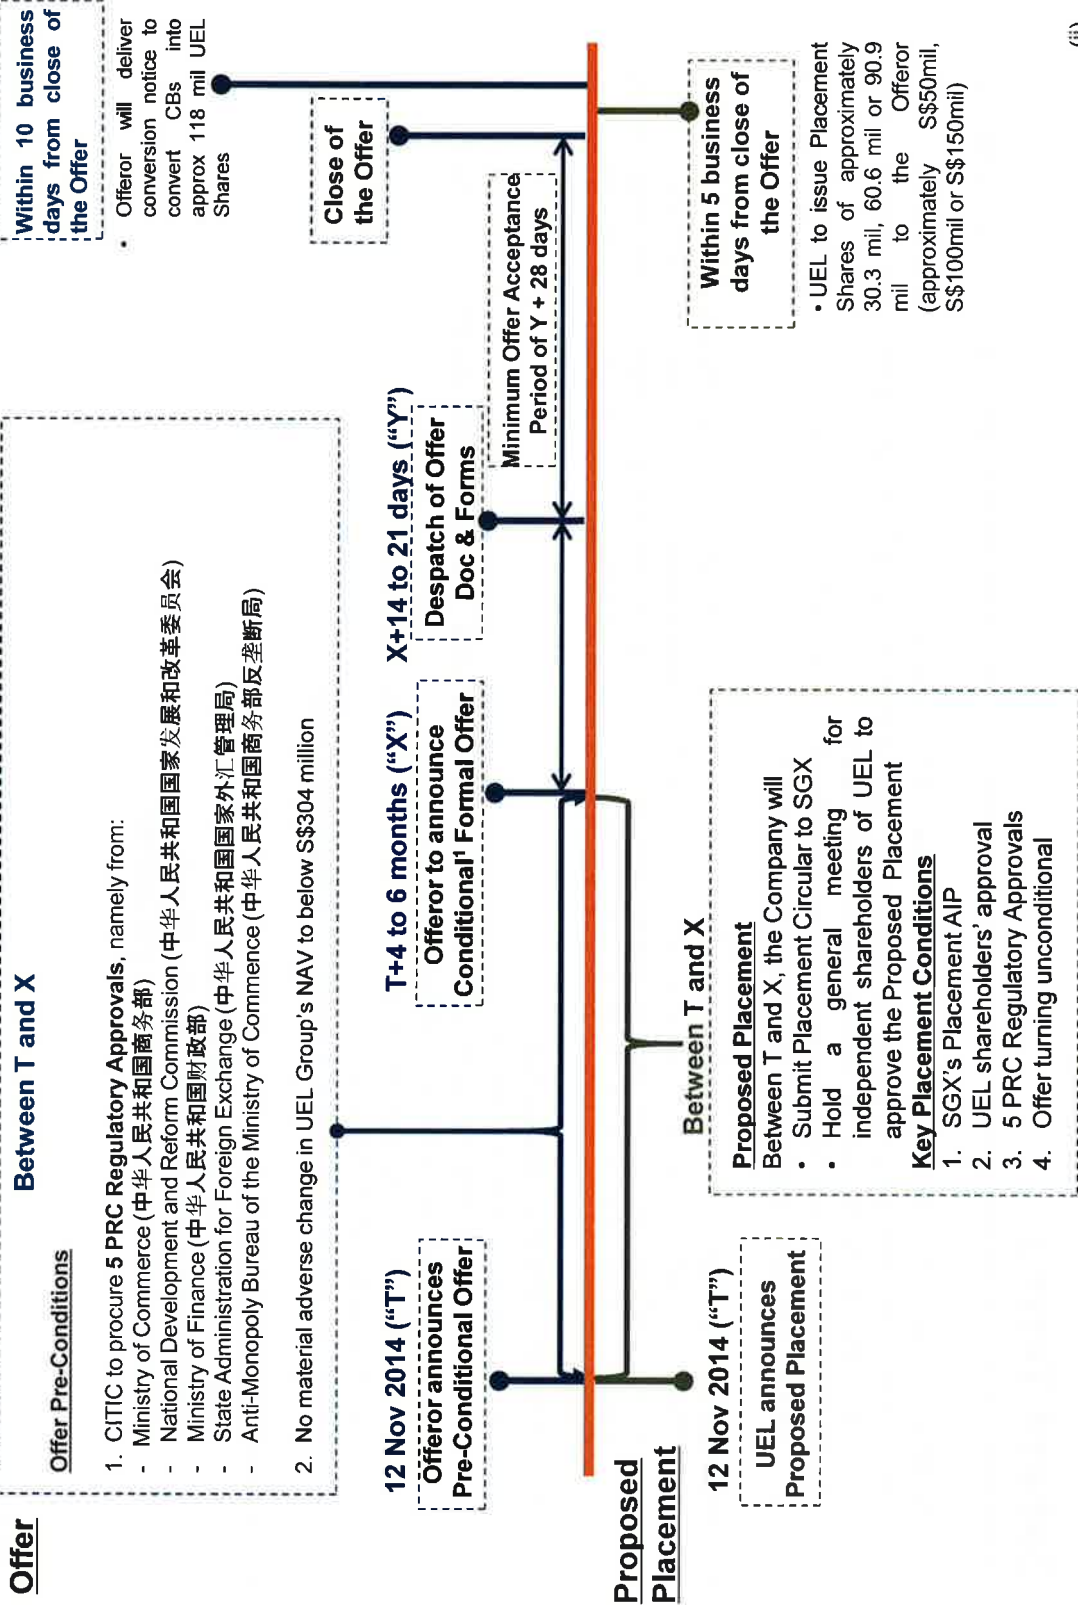 Offer
Between T and X
Offer Pre-Conditions
1. CITIC to procure 5 PRC Regulatory Approvals, namely from:
- Ministry of Commerce (中华人民共和国商务部)
- National Development and Reform Commission (中华人民共和国国家发展和改革委员会)
- Ministry of Finance (中华人民共和国财政部)
- State Administration for Foreign Exchange (中华人民共和国国家外汇管理局)
- Anti-Monopoly Bureau of the Ministry of Commence (中华人民共和国商务部反垄断局)
2. No material adverse change in UEL Group's NAV to below S$304 million
Within 10 business
days from close of
the Offer
• Offeror will deliver
conversion notice to
convert CBs into
approx 118 mil UEL
Shares
12 Nov 2014 ("T")
Offeror announces
Pre-Conditional Offer
T+4 to 6 months ("X")
Offeror to announce
Conditional¹ Formal Offer
X+14 to 21 days ("Y")
Despatch of Offer
Doc & Forms
Minimum Offer Acceptance
Period of Y + 28 days
Close of
the Offer
Proposed
Placement
12 Nov 2014 ("T")
UEL announces
Proposed Placement
Between T and X
Proposed Placement
Between T and X, the Company will
• Submit Placement Circular to SGX
• Hold a general meeting for
independent shareholders of UEL to
approve the Proposed Placement
Key Placement Conditions
1. SGX's Placement AIP
2. UEL shareholders' approval
3. 5 PRC Regulatory Approvals
4. Offer turning unconditional
Within 5 business
days from close of
the Offer
• UEL to issue Placement
Shares of approximately
30.3 mil, 60.6 mil or 90.9
mil to the Offeror
(approximately S$50mil,
S$100mil or S$150mil)
(ii)